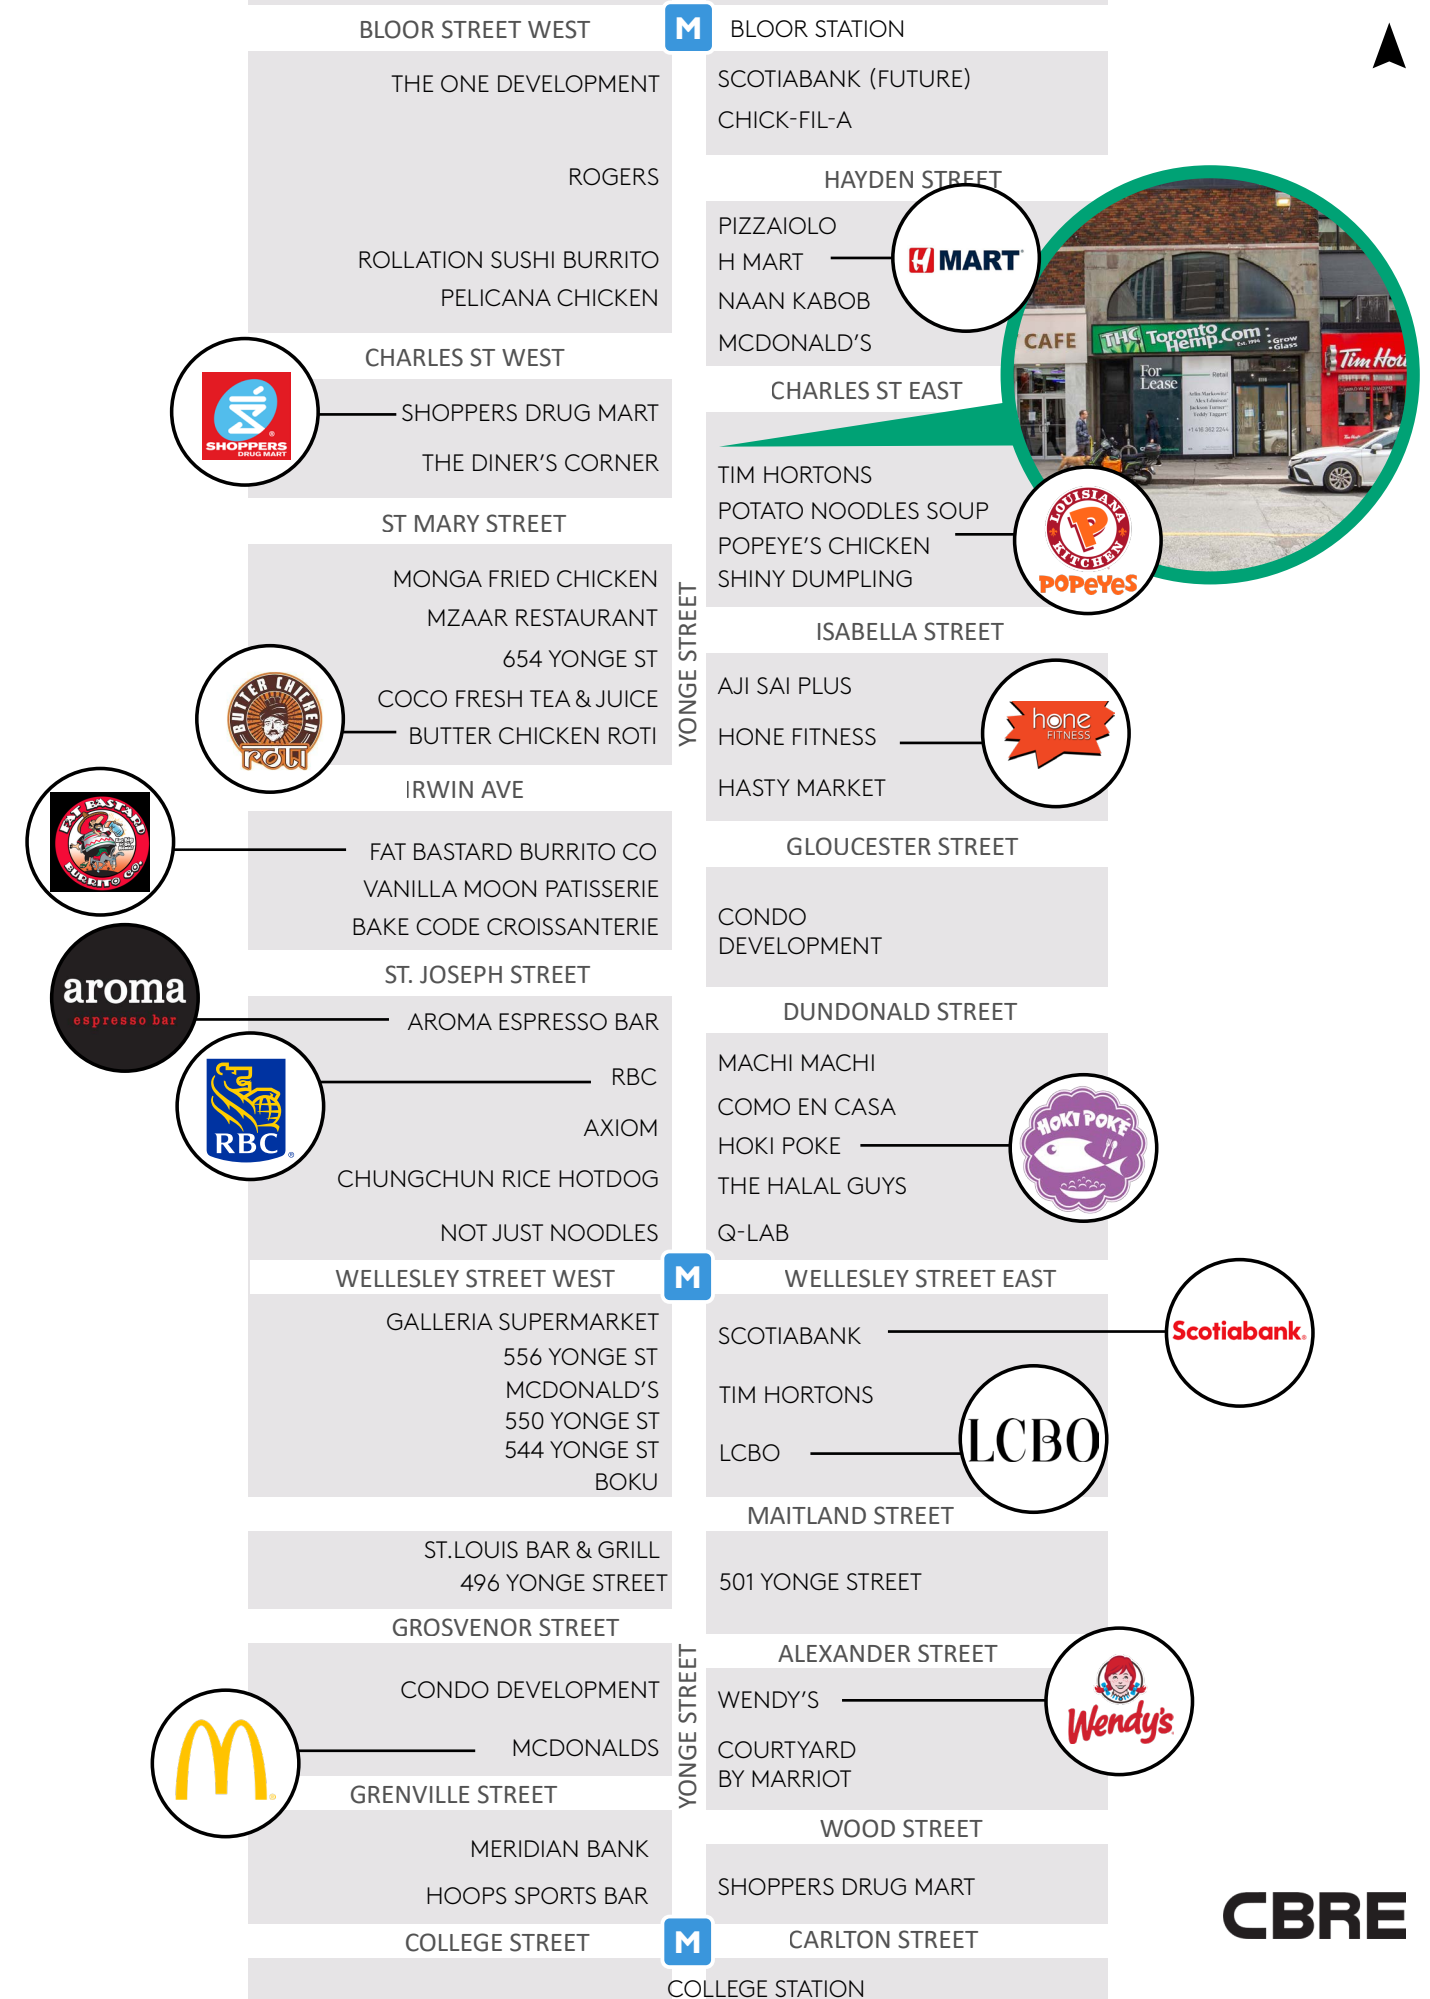 BLOOR STREET WEST
M
BLOOR STATION
THE ONE DEVELOPMENT
ROGERS
ROLLATION SUSHI BURRITO
PELICANA CHICKEN
SCOTIABANK (FUTURE)
CHICK-FIL-A
HAYDEN STREET
PIZZAIOLO
H MART
NAAN KABOB
MCDONALD'S
H MART
CAFE
THC Toronto Hemp.Com
Est. 1994
:Grow
:Glass
For
Lease
Retail
+1 416 362 2244
Tim Hor
CHARLES ST WEST
SHOPPERS DRUG MART
THE DINER'S CORNER
SHOPPERS
DRUG MART
CHARLES ST EAST
TIM HORTONS
POTATO NOODLES SOUP
POPEYE'S CHICKEN
SHINY DUMPLING
LOUISIANA
KITCHEN
POPEYES
ST MARY STREET
MONGA FRIED CHICKEN
MZAAR RESTAURANT
654 YONGE ST
COCO FRESH TEA & JUICE
BUTTER CHICKEN ROTI
BUTTER CHICKEN
roti
YONGE STREET
ISABELLA STREET
AJI SAI PLUS
HONE FITNESS
HASTY MARKET
hone
FITNESS
IRWIN AVE
FAT BASTARD BURRITO CO
VANILLA MOON PATISSERIE
BAKE CODE CROISSANTERIE
FAT BASTARD
BURRITO CO.
GLOUCESTER STREET
CONDO
DEVELOPMENT
ST. JOSEPH STREET
AROMA ESPRESSO BAR
RBC
AXIOM
CHUNGCHUN RICE HOTDOG
NOT JUST NOODLES
aroma
espresso bar
RBC
DUNDONALD STREET
MACHI MACHI
COMO EN CASA
HOKI POKE
THE HALAL GUYS
Q-LAB
HOKI POKÉ
WELLESLEY STREET WEST
M
WELLESLEY STREET EAST
GALLERIA SUPERMARKET
556 YONGE ST
MCDONALD'S
550 YONGE ST
544 YONGE ST
BOKU
SCOTIABANK
TIM HORTONS
LCBO
Scotiabank
LCBO
MAITLAND STREET
ST.LOUIS BAR & GRILL
496 YONGE STREET
501 YONGE STREET
GROSVENOR STREET
CONDO DEVELOPMENT
MCDONALDS
M
YONGE STREET
ALEXANDER STREET
WENDY'S
COURTYARD
BY MARRIOT
Wendy's
GRENVILLE STREET
MERIDIAN BANK
HOOPS SPORTS BAR
WOOD STREET
SHOPPERS DRUG MART
CBRE
COLLEGE STREET
M
CARLTON STREET
COLLEGE STATION